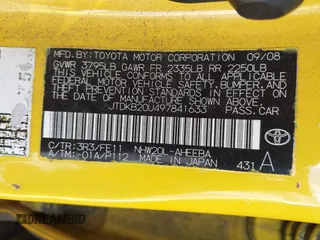 MFD. BY:
TOYOTA MOTOR CORPORATION 09/08
GVWR 3795LB GAWR FR 2335LB RR 2250LB
THIS VEHICLE CONFORMS TO ALL APPLICABLE
FEDERAL MOTOR VEHICLE SAFETY, BUMPER, AND
THEFT PREVENTION STANDARDS IN EFFECT ON
THE DATE OF MANUFACTURE SHOWN ABOVE.
JTDKB20U497841633 PASS.CAR
C/TR: 3R3/FE11 NHW20L-AHEEBA
A/TM: -01A/P112 MADE IN JAPAN 431 A
TOYOTA
DREAMBID